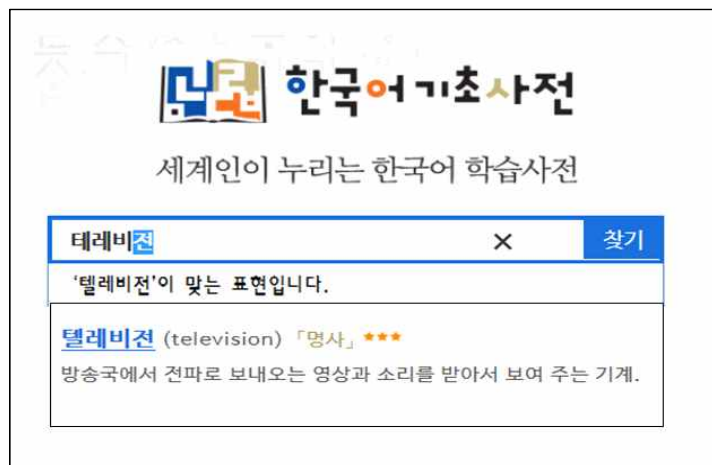 한국어기초사전
세계인이 누리는 한국어 학습사전
테레비전 × 찾기
‘텔레비전’이 맞는 표현입니다.
텔레비전 (television) 「명사」 ★★★
방송국에서 전파로 보내오는 영상과 소리를 받아서 보여 주는 기계.